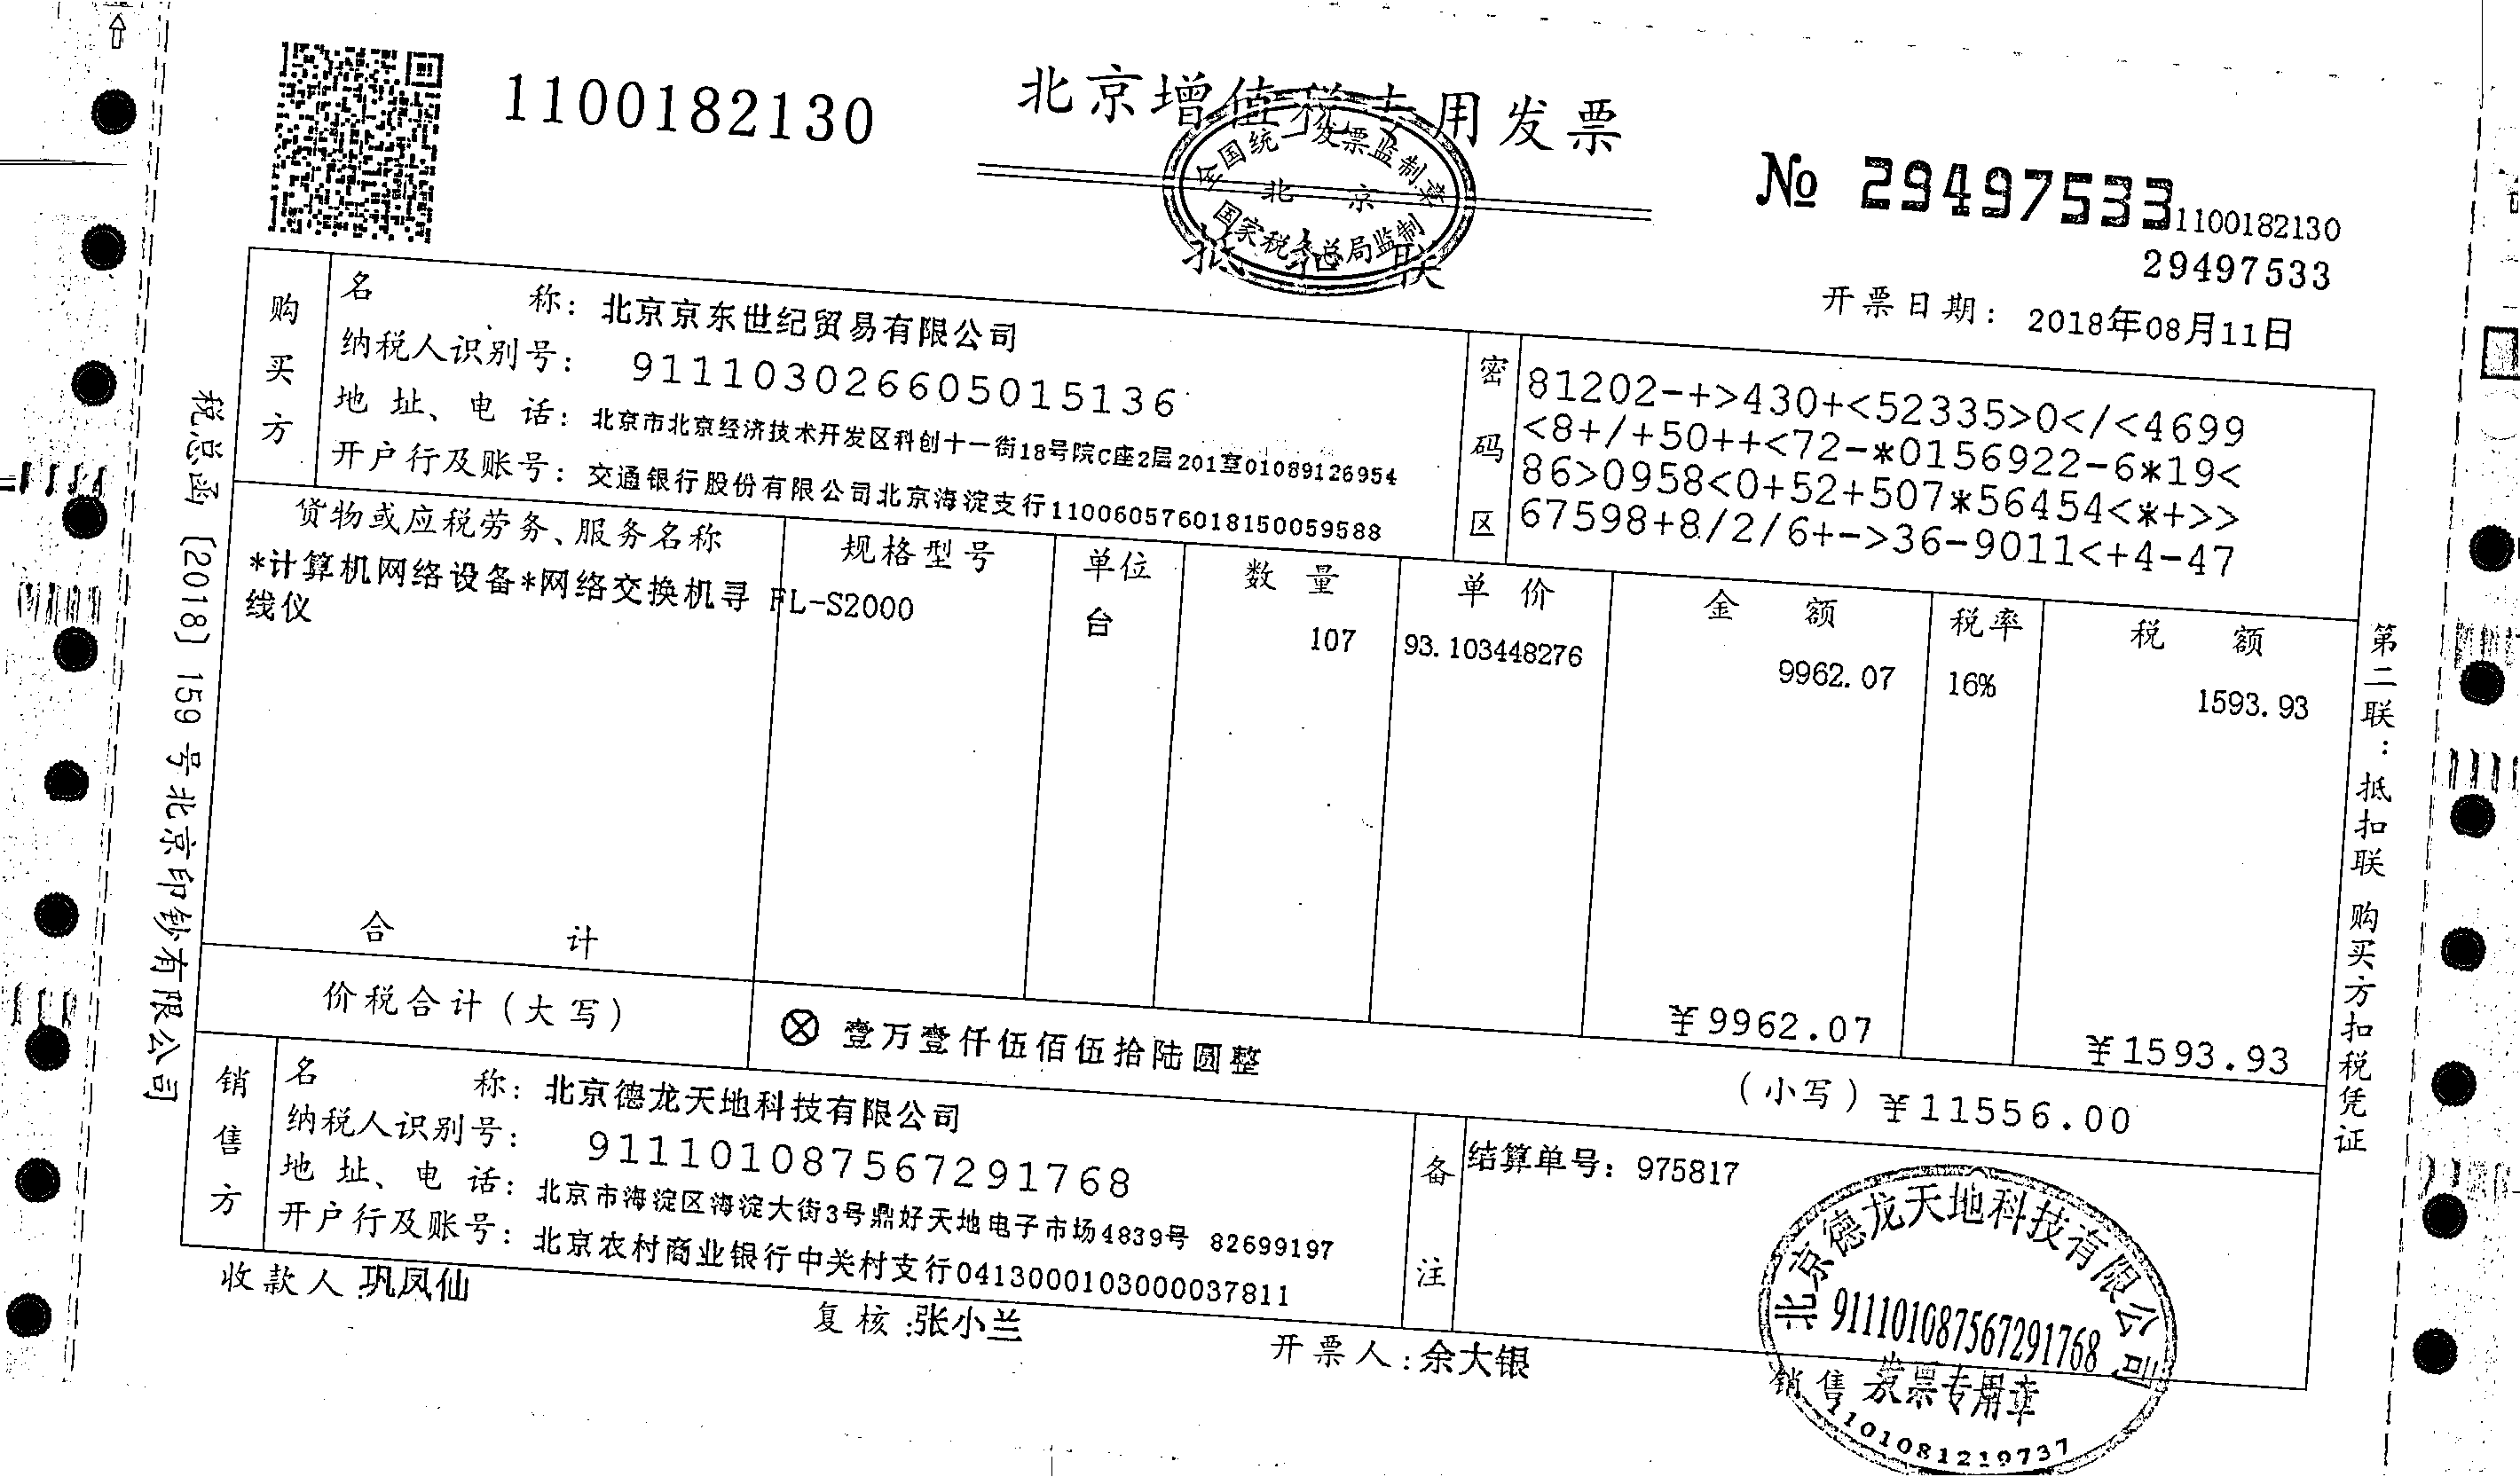 1100182130
北京增值税专用发票
全国统一发票监制章
北京
国家税务总局监制
抵扣联
№ 29497533
1100182130
29497533
开票日期： 2018年08月11日
购买方
名称： 北京京东世纪贸易有限公司
纳税人识别号： 911103026605015136
地址、电话： 北京市北京经济技术开发区科创十一街18号院C座2层201室01089126954
开户行及账号： 交通银行股份有限公司北京海淀支行110060576018150059588
密码区
81202-+>430+<52335>0</<4699
<8+/+50++<72-*0156922-6*19<
86>0958<0+52+507*56454<*+>>
67598+8/2/6+->36-9011<+4-47
货物或应税劳务、服务名称 规格型号 单位 数量 单价 金额 税率 税额
*计算机网络设备*网络交换机寻 FL-S2000 台 107 93.103448276 9962.07 16% 1593.93
线仪
合计 ¥9962.07 ¥1593.93
价税合计（大写） ⊗ 壹万壹仟伍佰伍拾陆圆整 （小写）¥11556.00
销售方
名称： 北京德龙天地科技有限公司
纳税人识别号： 911101087567291768
地址、电话： 北京市海淀区海淀大街3号鼎好天地电子市场4839号 82699197
开户行及账号： 北京农村商业银行中关村支行0413000103000037811
备注
结算单号：975817
收款人:巩凤仙
复核:张小兰
开票人:余大银
销售
北京德龙天地科技有限公司
911101087567291768
发票专用章
1101081219737
税总函〔2018〕159号北京印钞有限公司
第二联：抵扣联 购买方扣税凭证